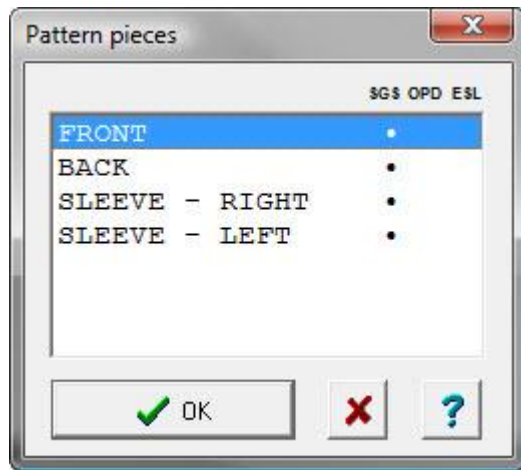 Pattern pieces
SGS OPD ESL
FRONT •
BACK •
SLEEVE - RIGHT •
SLEEVE - LEFT •
OK
?